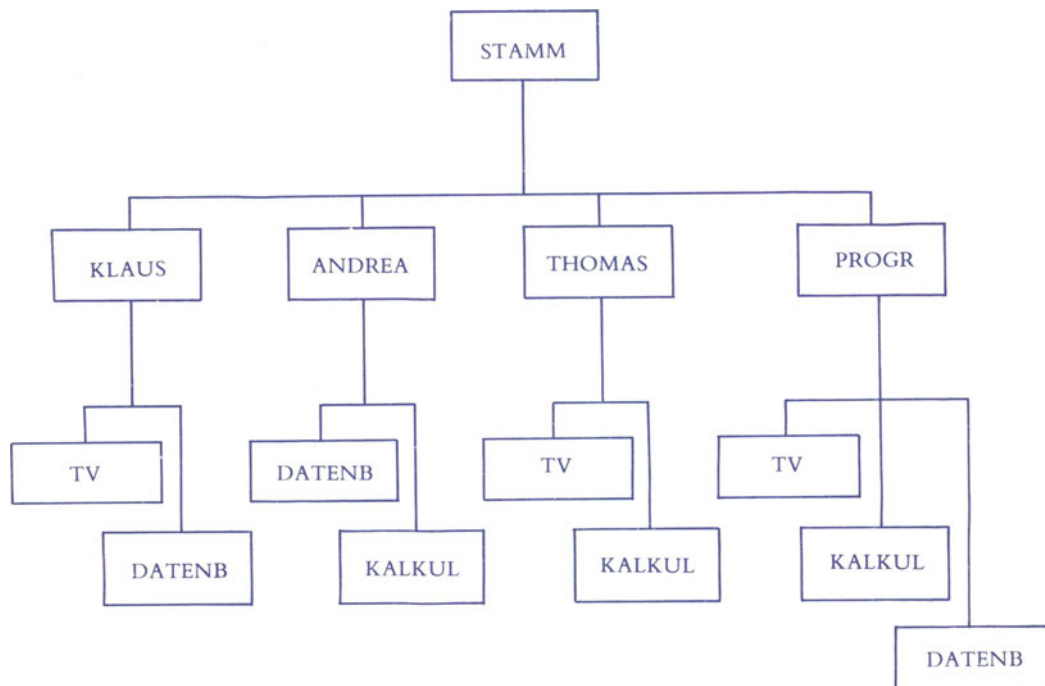 STAMM
KLAUS
ANDREA
THOMAS
PROGR
TV
DATENB
TV
TV
DATENB
KALKUL
KALKUL
KALKUL
DATENB